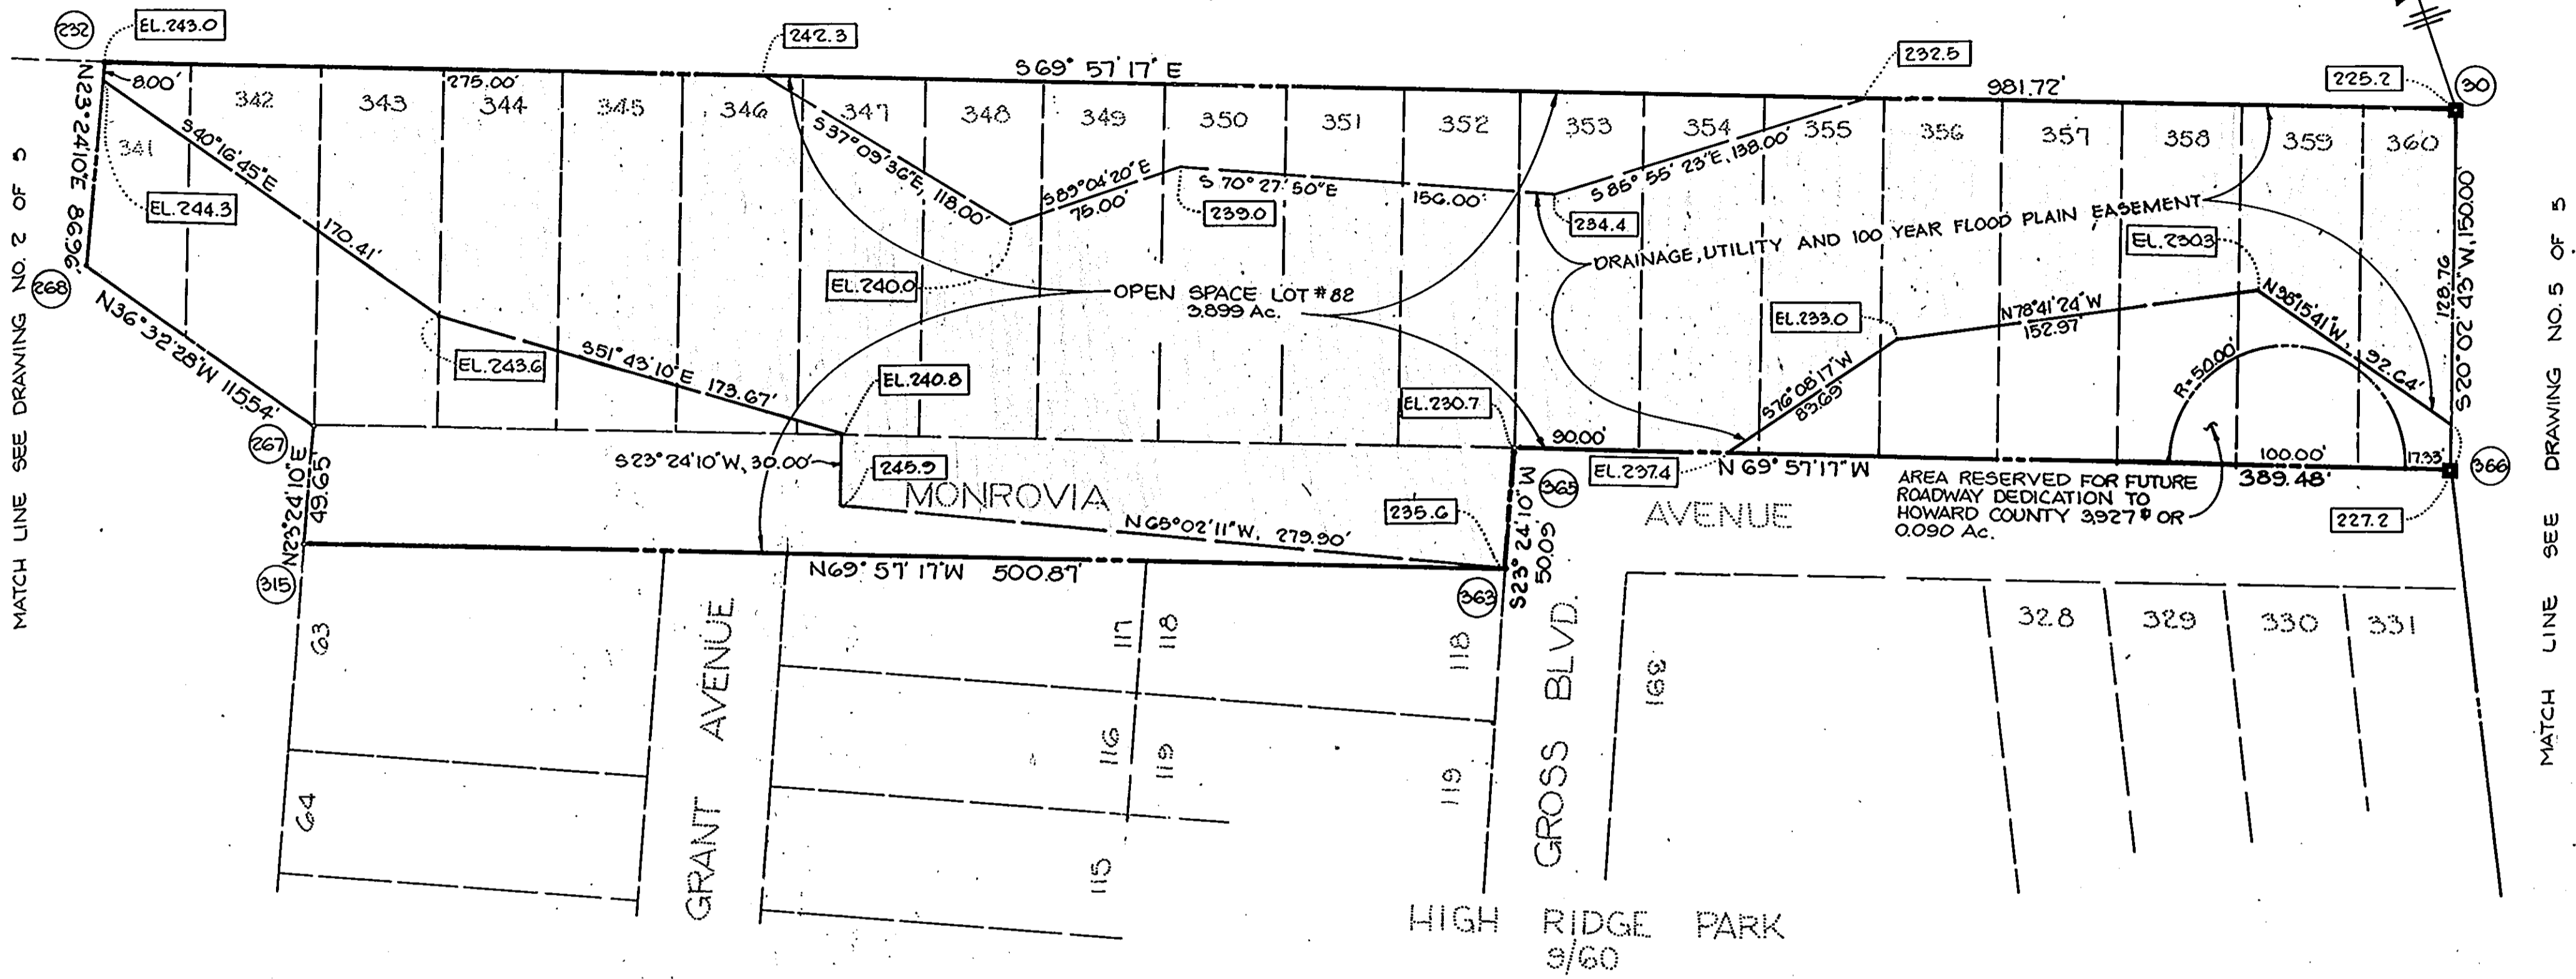 232
EL.243.0
242.3
232.5
225.2
30
S 69° 57' 17" E
981.72'
8.00'
275.00'
341
342
343
344
345
346
347
348
349
350
351
352
353
354
355
356
357
358
359
360
N23°24'10"E 86.96'
S40°16'45"E
170.41'
EL.244.3
S37°09'36"E, 118.00'
S89°04'20"E
75.00'
S 70° 27' 50"E
156.00'
239.0
S 85° 55' 23"E, 138.00'
234.4
EL.240.0
OPEN SPACE LOT #82
3.899 Ac.
DRAINAGE, UTILITY AND 100 YEAR FLOOD PLAIN EASEMENT
EL.230.3
S 20° 02' 43" W, 150.00'
128.76
N38°15'41"W, 92.64'
N78°41'24"W
152.97'
EL.233.0
S76°08'17"W
83.69'
R=50.00'
268
N36°32'28"W 115.54'
EL.243.6
S51°43'10"E 173.67'
EL.240.8
EL.230.7
267
N23°24'10"E
49.65'
S23°24'10"W, 30.00'
245.9
MONROVIA
N65°02'11"W, 279.90'
235.6
S23°24'10"W
50.09'
365
90.00'
EL.237.4
N 69° 57' 17" W
100.00'
17.33'
389.48'
366
227.2
AVENUE
AREA RESERVED FOR FUTURE
ROADWAY DEDICATION TO
HOWARD COUNTY 3,927 OR
0.090 Ac.
315
N69° 57' 17"W 500.87'
363
63
64
GRANT AVENUE
117
118
118
116
119
119
115
GROSS BLVD.
391
328
329
330
331
HIGH RIDGE PARK
9/60
MATCH LINE SEE DRAWING NO. 2 OF 5
MATCH LINE SEE DRAWING NO. 5 OF 5